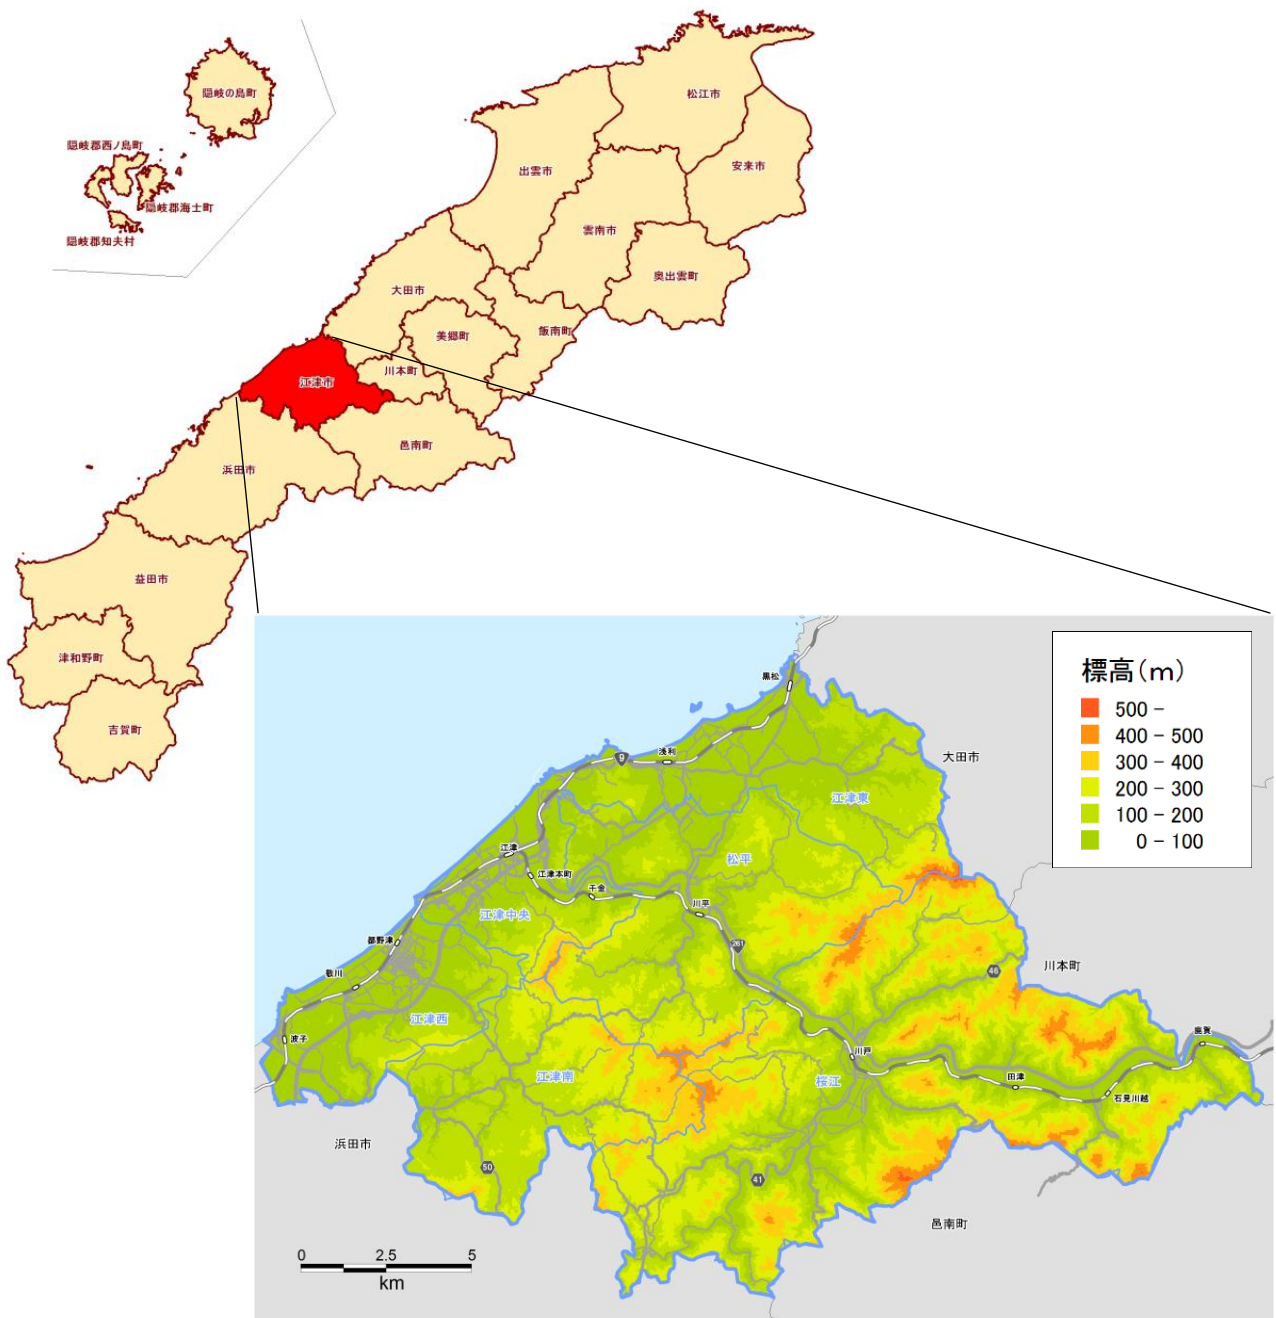 隠岐の島町
隠岐郡西ノ島町
隠岐郡海士町
隠岐郡知夫村
松江市
安来市
出雲市
雲南市
奥出雲町
大田市
美郷町
飯南町
川本町
江津市
邑南町
浜田市
益田市
津和野町
吉賀町
標高(m)
500 -
400 - 500
300 - 400
200 - 300
100 - 200
0 - 100
黒松
浅利
9
大田市
江津東
松平
江津
江津本町
千金
川平
江津中央
261
都野津
敬川
46
川本町
江津西
波子
鹿賀
川戸
江津南
桜江
田津
石見川越
浜田市
50
41
邑南町
0 2.5 5
km